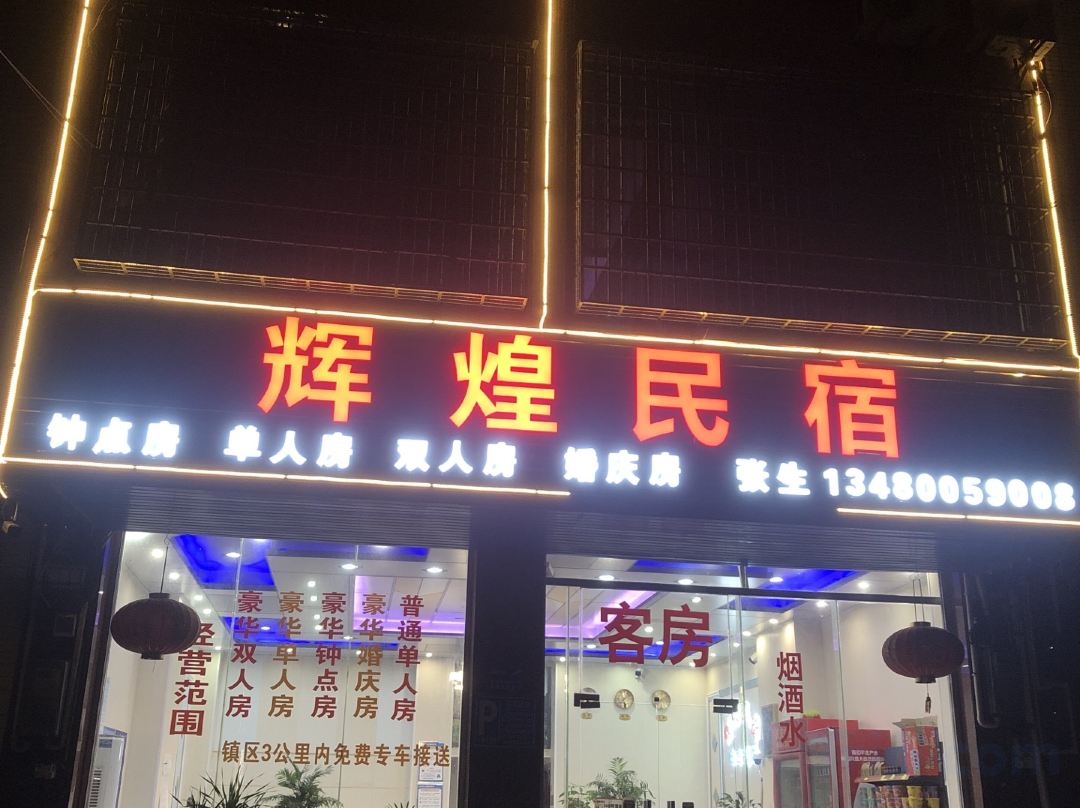 辉煌民宿
钟点房 单人房 双人房 婚庆房 张生 13480059008
经营范围
豪华双人房
豪华单人房
豪华钟点房
豪华婚庆房
普通单人房
镇区3公里内免费专车接送
客房
烟酒水
P